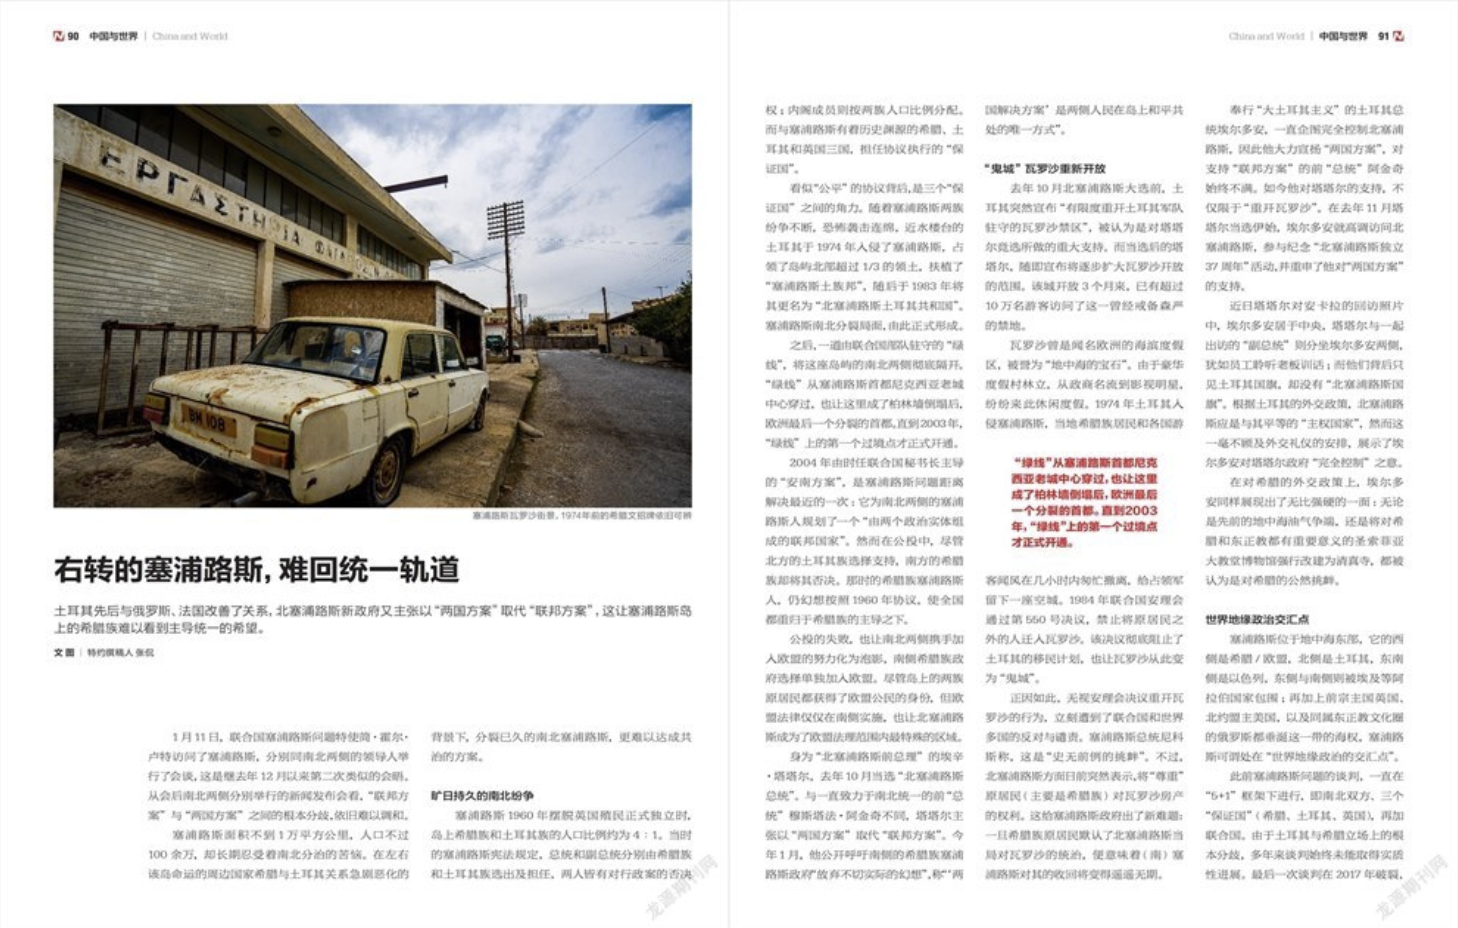 90 中国与世界 | China and World
ΕΡΓΑΣΤΗ
BM 108
塞浦路斯瓦罗沙街景。1974年前的希腊文招牌依旧可辨
右转的塞浦路斯，难回统一轨道
土耳其先后与俄罗斯、法国改善了关系，北塞浦路斯新政府又主张以“两国方案”取代“联邦方案”，这让塞浦路斯岛
上的希腊族难以看到主导统一的希望。
文 图 | 特约撰稿人 张侃
1月11日，联合国塞浦路斯问题特使简·霍尔·
卢特访问了塞浦路斯，分别同南北两侧的领导人举
行了会谈，这是继去年12月以来第二次类似的会晤。
从会后南北两侧分别举行的新闻发布会看，“联邦方
案”与“两国方案”之间的根本分歧，依旧难以调和。
塞浦路斯面积不到1万平方公里，人口不过
100余万，却长期忍受着南北分治的苦恼。在左右
该岛命运的周边国家希腊与土耳其关系急剧恶化的
背景下，分裂已久的南北塞浦路斯，更难以达成共
治的方案。
旷日持久的南北纷争
塞浦路斯1960年摆脱英国殖民正式独立时，
岛上希腊族和土耳其族的人口比例约为4：1。当时
的塞浦路斯宪法规定，总统和副总统分别由希腊族
和土耳其族选出及担任，两人皆有对行政案的否决
China and World | 中国与世界 91
权；内阁成员则按两族人口比例分配。
而与塞浦路斯有着历史渊源的希腊、土
耳其和英国三国，担任协议执行的“保
证国”。
看似“公平”的协议背后，是三个“保
证国”之间的角力。随着塞浦路斯两族
纷争不断，恐怖袭击连绵，近水楼台的
土耳其于1974年入侵了塞浦路斯，占
领了岛屿北部超过1/3的领土，扶植了
“塞浦路斯土族邦”，随后于1983年将
其更名为“北塞浦路斯土耳其共和国”。
塞浦路斯南北分裂局面，由此正式形成。
之后，一道由联合国部队驻守的“绿
线”，将这座岛屿的南北两侧彻底隔开。
“绿线”从塞浦路斯首都尼克西亚老城
中心穿过，也让这里成了柏林墙倒塌后，
欧洲最后一个分裂的首都。直到2003年，
“绿线”上的第一个过境点才正式开通。
2004年由时任联合国秘书长主导
的“安南方案”，是塞浦路斯问题距离
解决最近的一次：它为南北两侧的塞浦
路斯人规划了一个“由两个政治实体组
成的联邦国家”。然而在公投中，尽管
北方的土耳其族选择支持，南方的希腊
族却将其否决。那时的希腊族塞浦路斯
人，仍幻想按照1960年协议，使全国
都重归于希腊族的主导之下。
公投的失败，也让南北两侧携手加
入欧盟的努力化为泡影，南侧希腊族政
府选择单独加入欧盟。尽管岛上的两族
原居民都获得了欧盟公民的身份，但欧
盟法律仅仅在南侧实施，也让北塞浦路
斯成为了欧盟法理范围内最特殊的区域。
身为“北塞浦路斯前总理”的埃辛
·塔塔尔，去年10月当选“北塞浦路斯
总统”。与一直致力于南北统一的前“总
统”穆斯塔法·阿金奇不同，塔塔尔主
张以“两国方案”取代“联邦方案”。今
年1月，他公开呼吁南侧的希腊族塞浦
路斯政府“放弃不切实际的幻想”，称“‘两
国解决方案’是两侧人民在岛上和平共
处的唯一方式”。
“鬼城”瓦罗沙重新开放
去年10月北塞浦路斯大选前，土
耳其突然宣布“有限度重开土耳其军队
驻守的瓦罗沙禁区”，被认为是对塔塔
尔竞选所做的重大支持。而当选后的塔
塔尔，随即宣布将逐步扩大瓦罗沙开放
的范围。该城开放3个月来，已有超过
10万名游客访问了这一曾经戒备森严
的禁地。
瓦罗沙曾是闻名欧洲的海滨度假
区，被誉为“地中海的宝石”。由于豪华
度假村林立，从政商名流到影视明星，
纷纷来此休闲度假。1974年土耳其入
侵塞浦路斯，当地希腊族居民和各国游
“绿线”从塞浦路斯首都尼克
西亚老城中心穿过，也让这里
成了柏林墙倒塌后，欧洲最后
一个分裂的首都。直到2003
年，“绿线”上的第一个过境点
才正式开通。
客闻风在几小时内匆忙撤离，给占领军
留下一座空城。1984年联合国安理会
通过第550号决议，禁止将原居民之
外的人迁入瓦罗沙。该决议彻底阻止了
土耳其的移民计划，也让瓦罗沙从此变
为“鬼城”。
正因如此，无视安理会决议重开瓦
罗沙的行为，立刻遭到了联合国和世界
多国的反对与谴责。塞浦路斯总统尼科
斯称，这是“史无前例的挑衅”。不过，
北塞浦路斯方面日前突然表示，将“尊重”
原居民（主要是希腊族）对瓦罗沙房产
的权利。这给塞浦路斯政府出了新难题：
一旦希腊族原居民默认了北塞浦路斯当
局对瓦罗沙的统治，便意味着（南）塞
浦路斯对其的收回将变得遥遥无期。
奉行“大土耳其主义”的土耳其总
统埃尔多安，一直企图完全控制北塞浦
路斯，因此他大力宣扬“两国方案”，对
支持“联邦方案”的前“总统”阿金奇
始终不满。如今他对塔塔尔的支持，不
仅限于“重开瓦罗沙”。在去年11月塔
塔尔当选伊始，埃尔多安就高调访问北
塞浦路斯，参与纪念“北塞浦路斯独立
37周年”活动，并重申了他对“两国方案”
的支持。
近日塔塔尔对安卡拉的回访照片
中，埃尔多安居于中央，塔塔尔与一起
出访的“副总统”则分坐埃尔多安两侧，
犹如员工聆听老板训话；而他们背后只
见土耳其国旗，却没有“北塞浦路斯国
旗”。根据土耳其的外交政策，北塞浦路
斯应是与其平等的“主权国家”，然而这
一毫不顾及外交礼仪的安排，展示了埃
尔多安对塔塔尔政府“完全控制”之意。
在对希腊的外交政策上，埃尔多
安同样展现出了无比强硬的一面：无论
是先前的地中海油气争端，还是将对希
腊和东正教都有重要意义的圣索菲亚
大教堂博物馆强行改建为清真寺，都被
认为是对希腊的公然挑衅。
世界地缘政治交汇点
塞浦路斯位于地中海东部，它的西
侧是希腊/欧盟，北侧是土耳其，东南
侧是以色列，东侧与南侧则被埃及等阿
拉伯国家包围；再加上前宗主国英国、
北约盟主美国，以及同属东正教文化圈
的俄罗斯都垂涎这一带的海权，塞浦路
斯可谓处在“世界地缘政治的交汇点”。
此前塞浦路斯问题的谈判，一直在
“5+1”框架下进行，即南北双方、三个
“保证国”（希腊、土耳其、英国），再加
联合国。由于土耳其与希腊立场上的根
本分歧，多年来谈判始终未能取得实质
性进展。最后一次谈判在2017年破裂，
龙源期刊网
龙源期刊网